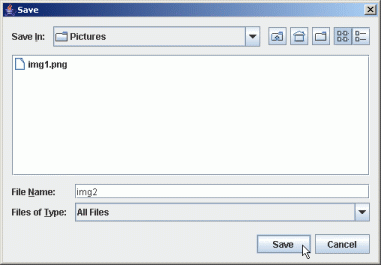 Save
Save In: Pictures
img1.png
File Name: img2
Files of Type: All Files
Save Cancel